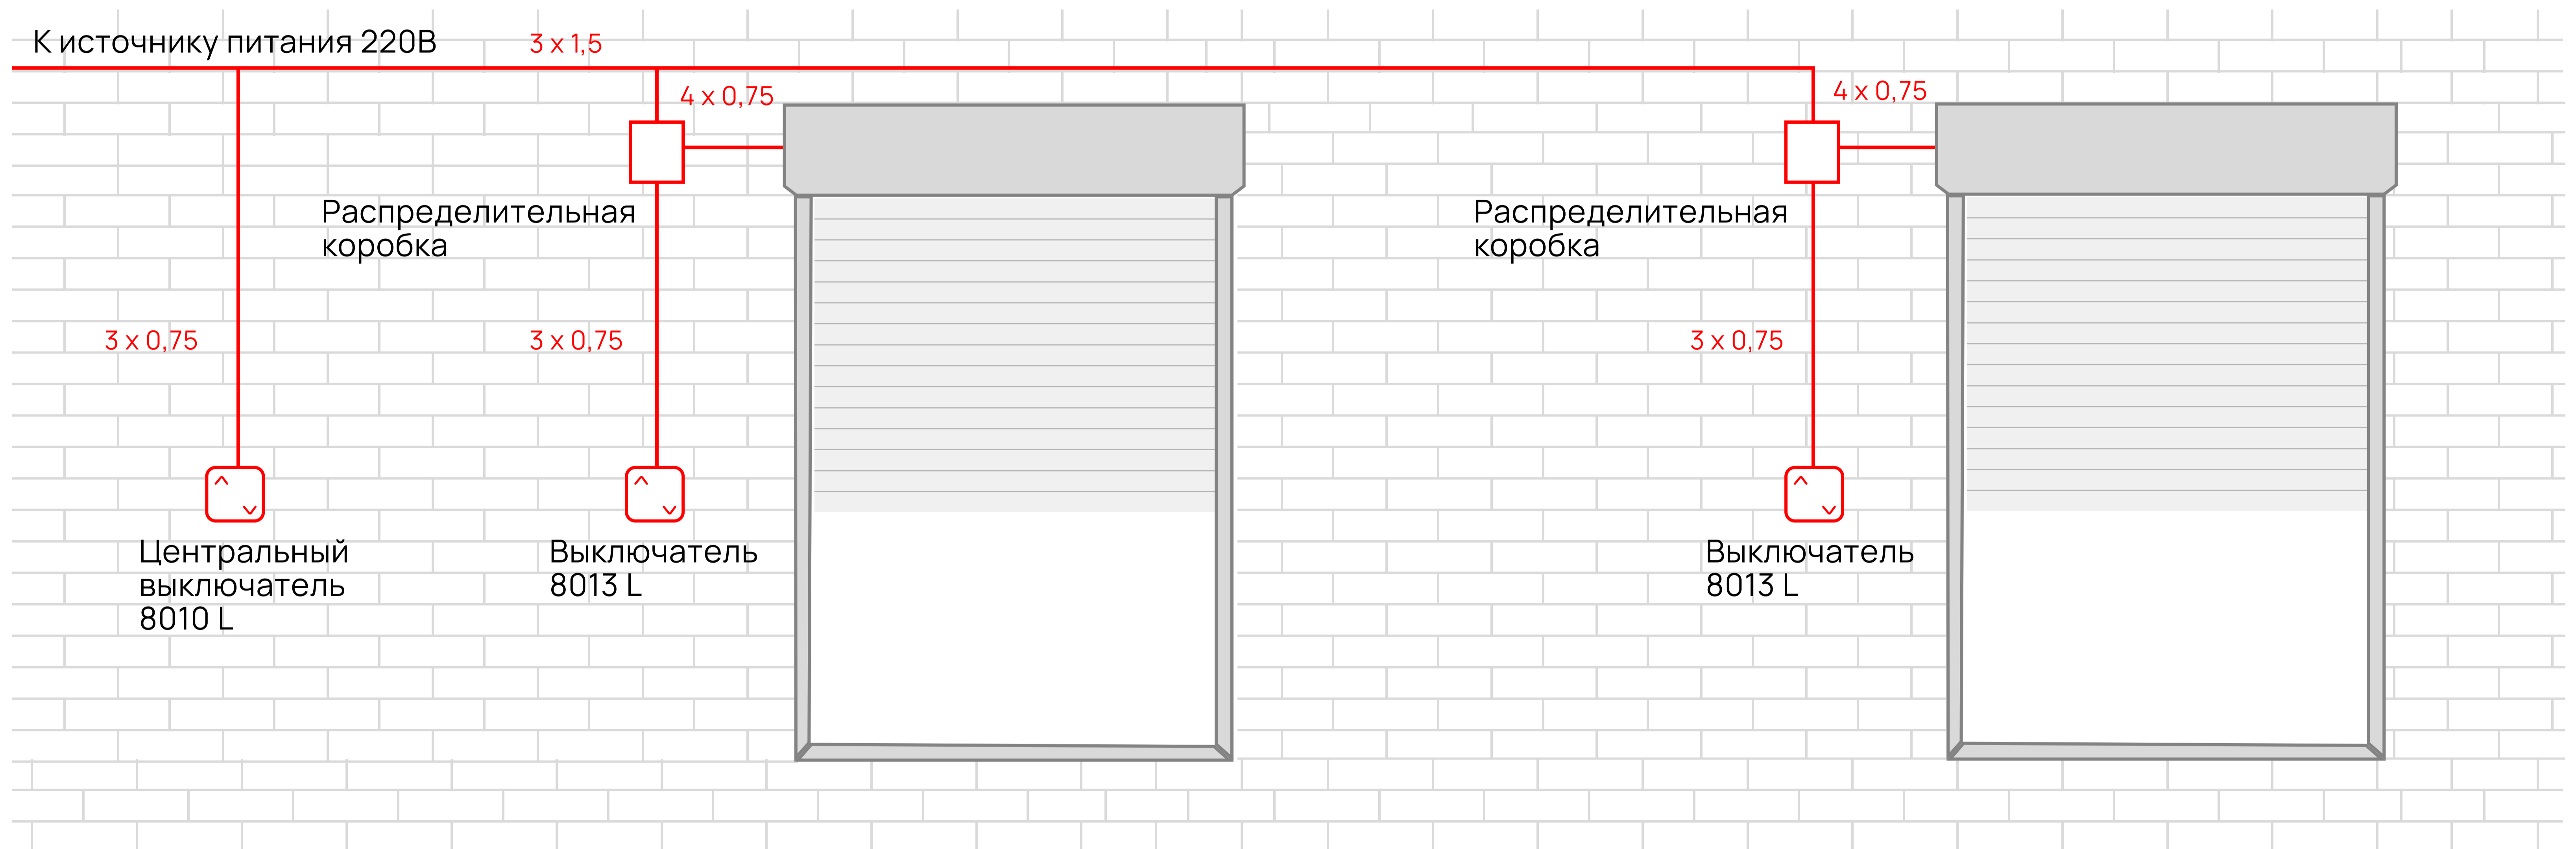 К источнику питания 220В
3 x 1,5
4 x 0,75
4 x 0,75
Распределительная
коробка
Распределительная
коробка
3 x 0,75
3 x 0,75
3 x 0,75
Центральный
выключатель
8010 L
Выключатель
8013 L
Выключатель
8013 L